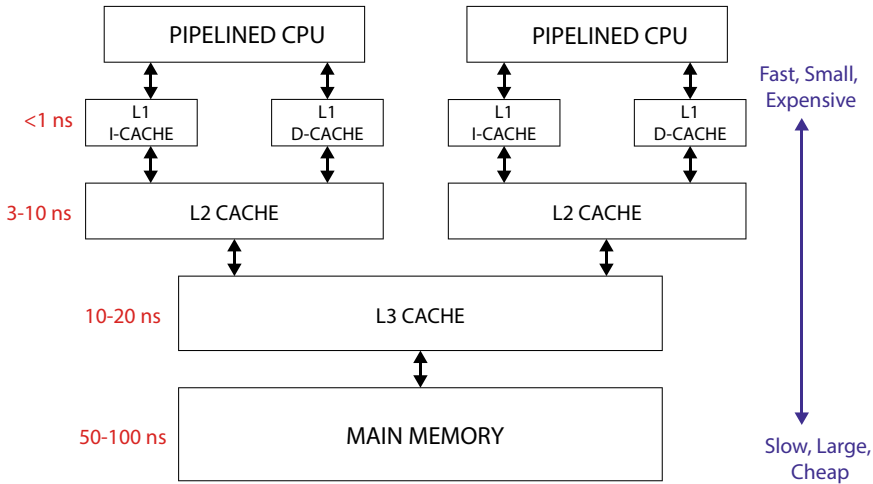 PIPELINED CPU
PIPELINED CPU
Fast, Small,
Expensive
<1 ns
L1
I-CACHE
L1
D-CACHE
L1
I-CACHE
L1
D-CACHE
3-10 ns
L2 CACHE
L2 CACHE
10-20 ns
L3 CACHE
50-100 ns
MAIN MEMORY
Slow, Large,
Cheap